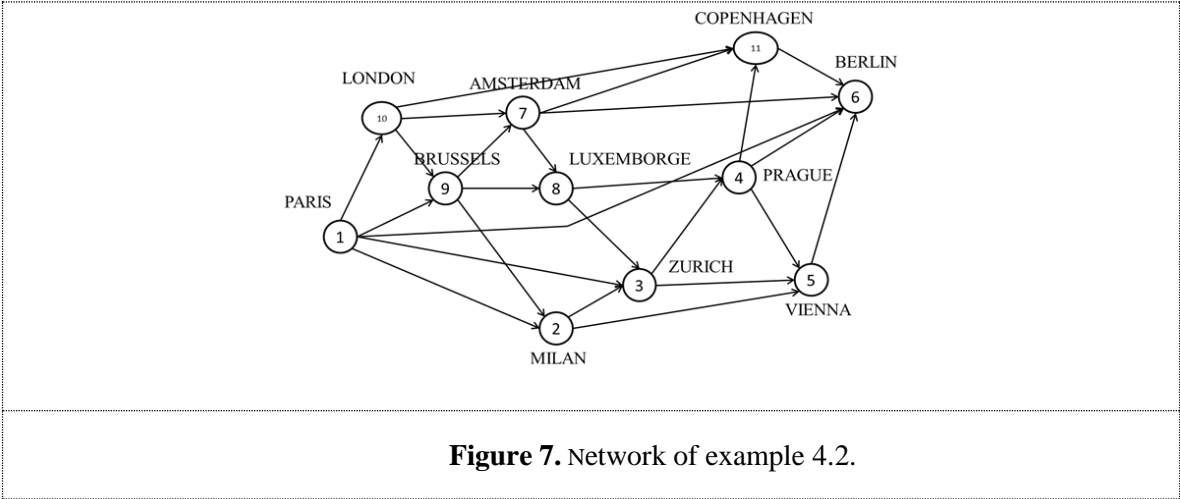 COPENHAGEN
11
BERLIN
6
LONDON
10
AMSTERDAM
7
BRUSSELS
9
LUXEMBORGE
8
4
PRAGUE
PARIS
1
ZURICH
3
5
VIENNA
2
MILAN
Figure 7. Network of example 4.2.